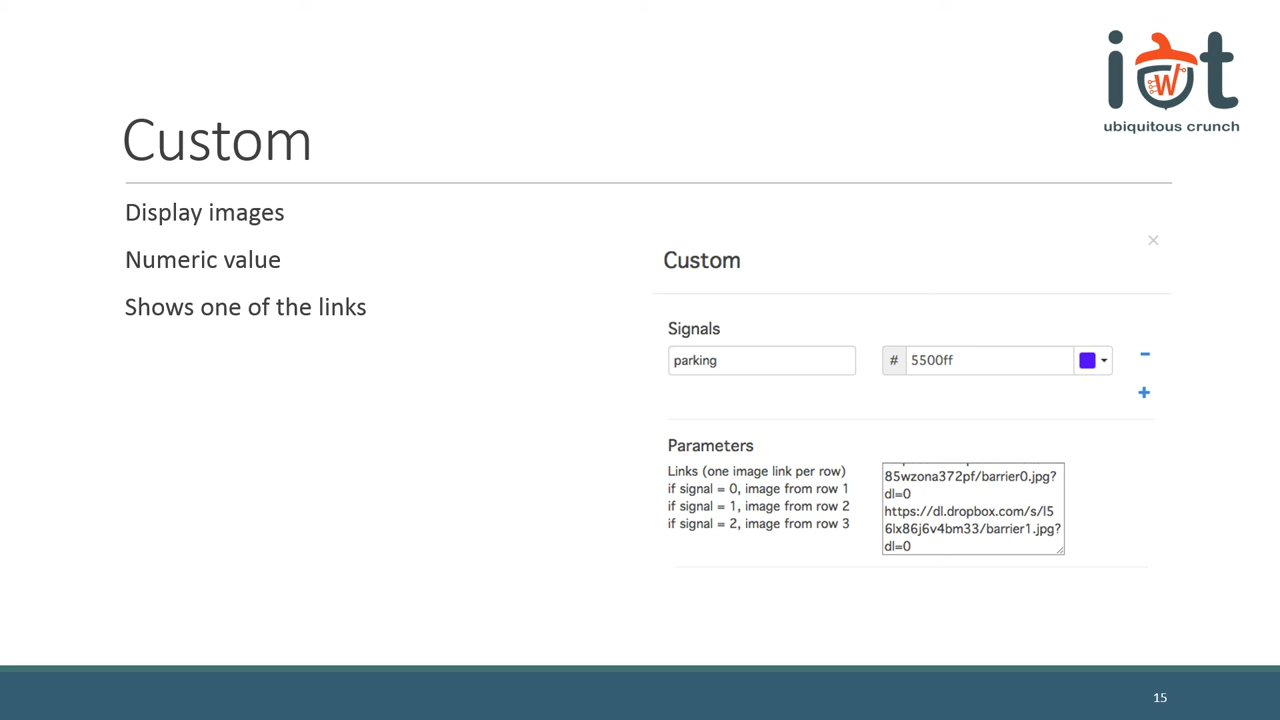 iot
ubiquitous crunch
Custom
Display images
Numeric value
Shows one of the links
×
Custom
Signals
parking
# 5500ff
-
+
Parameters
Links (one image link per row)
if signal = 0, image from row 1
if signal = 1, image from row 2
if signal = 2, image from row 3
85wzona372pf/barrier0.jpg?
dl=0
https://dl.dropbox.com/s/l5
6lx86j6v4bm33/barrier1.jpg?
dl=0
15